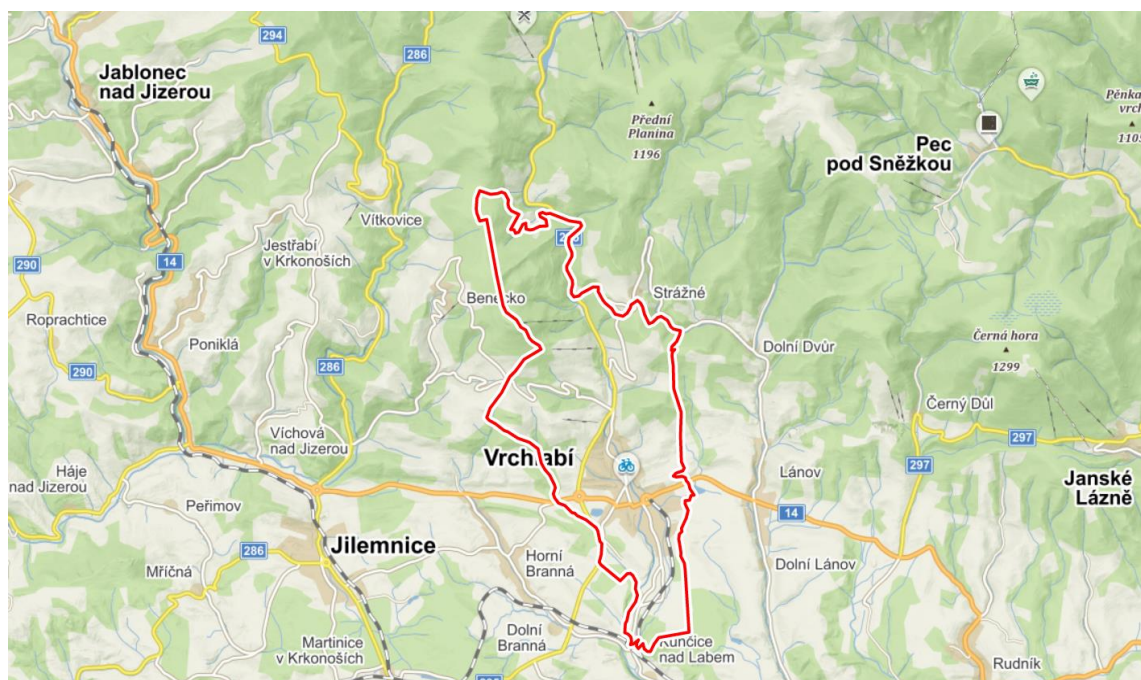 294
286
Jablonec
nad Jizerou
Přední
Planina
1196
Pec
pod Sněžkou
Vítkovice
Jestřabí
v Krkonoších
14
290
Roprachtice
Poniklá
290
286
Benecko
Strážné
Dolní Dvůr
Černá hora
1299
Černý Důl
297
297
Víchová
nad Jizerou
Vrchlabí
Lánov
Janské
Lázně
Háje
nad Jizerou
Peřimov
14
286
Jilemnice
Mříčná
Horní
Branná
Dolní Lánov
Martinice
v Krkonoších
Dolní
Branná
Kunčice
nad Labem
Rudník